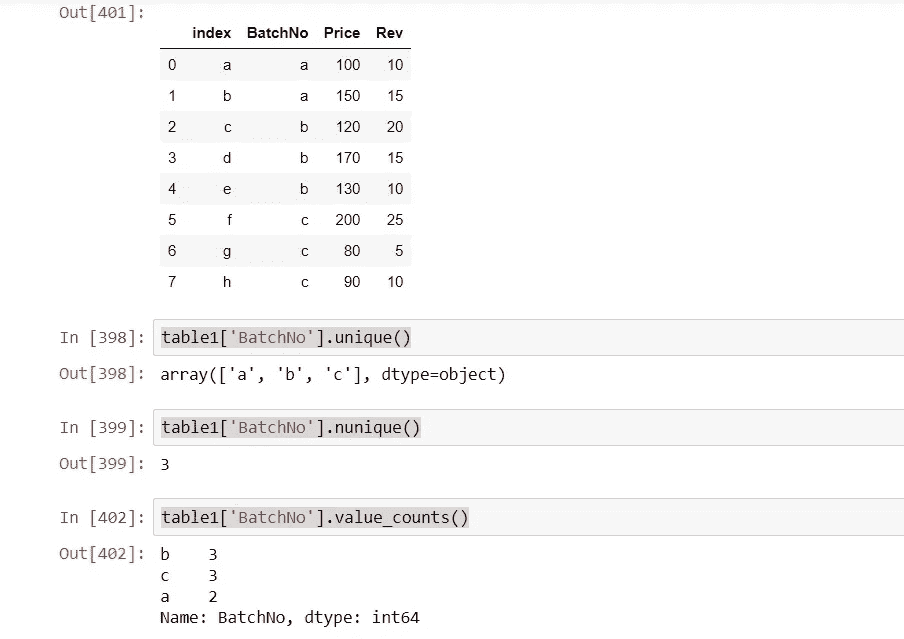 Out[401]:
index BatchNo Price Rev
0 a a 100 10
1 b a 150 15
2 c b 120 20
3 d b 170 15
4 e b 130 10
5 f c 200 25
6 g c 80 5
7 h c 90 10
In [398]: table1['BatchNo'].unique()
Out[398]: array(['a', 'b', 'c'], dtype=object)
In [399]: table1['BatchNo'].nunique()
Out[399]: 3
In [402]: table1['BatchNo'].value_counts()
Out[402]: b 3
c 3
a 2
Name: BatchNo, dtype: int64